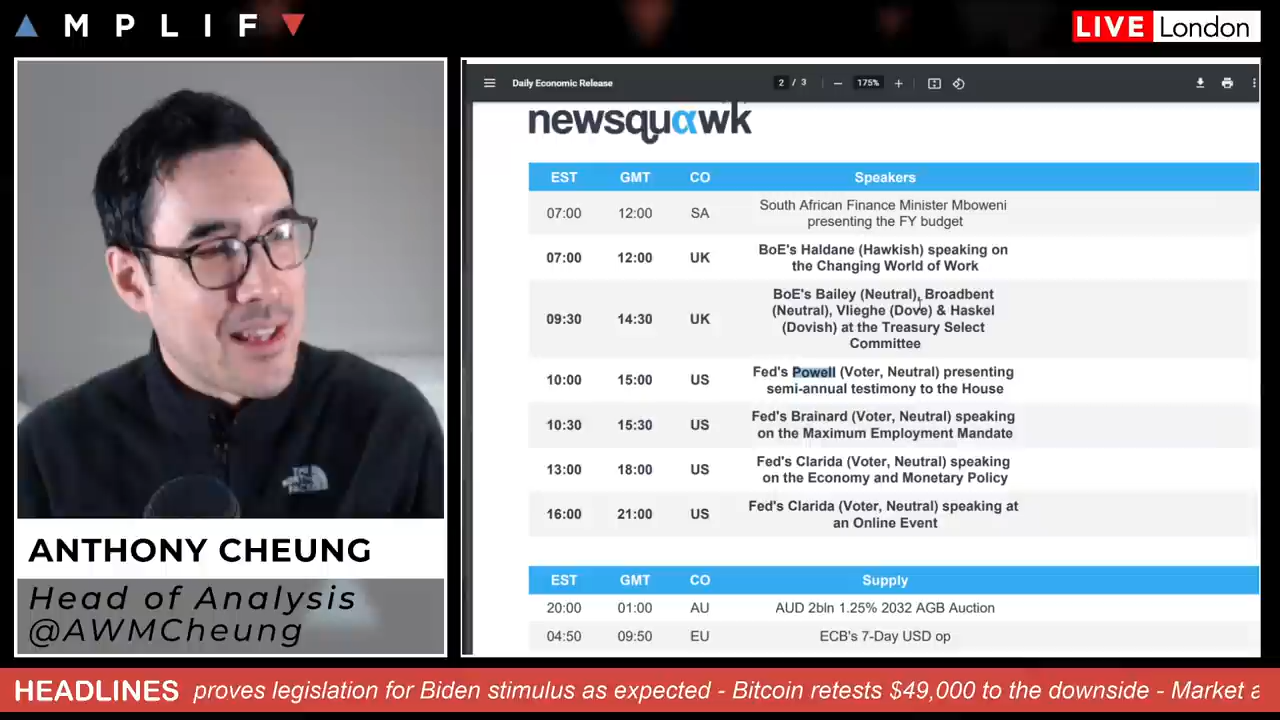 MPLIF
LIVE London
Daily Economic Release
2 / 3
175%
newsquawk
EST GMT CO Speakers
07:00 12:00 SA South African Finance Minister Mboweni
presenting the FY budget
07:00 12:00 UK BoE's Haldane (Hawkish) speaking on
the Changing World of Work
09:30 14:30 UK BoE's Bailey (Neutral), Broadbent
(Neutral), Vlieghe (Dove) & Haskel
(Dovish) at the Treasury Select
Committee
10:00 15:00 US Fed's Powell (Voter, Neutral) presenting
semi-annual testimony to the House
10:30 15:30 US Fed's Brainard (Voter, Neutral) speaking
on the Maximum Employment Mandate
13:00 18:00 US Fed's Clarida (Voter, Neutral) speaking
on the Economy and Monetary Policy
16:00 21:00 US Fed's Clarida (Voter, Neutral) speaking at
an Online Event
EST GMT CO Supply
20:00 01:00 AU AUD 2bln 1.25% 2032 AGB Auction
04:50 09:50 EU ECB's 7-Day USD op
THE
NORTH
FACE
ANTHONY CHEUNG
Head of Analysis
@AWMCheung
HEADLINES proves legislation for Biden stimulus as expected - Bitcoin retests $49,000 to the downside - Market a